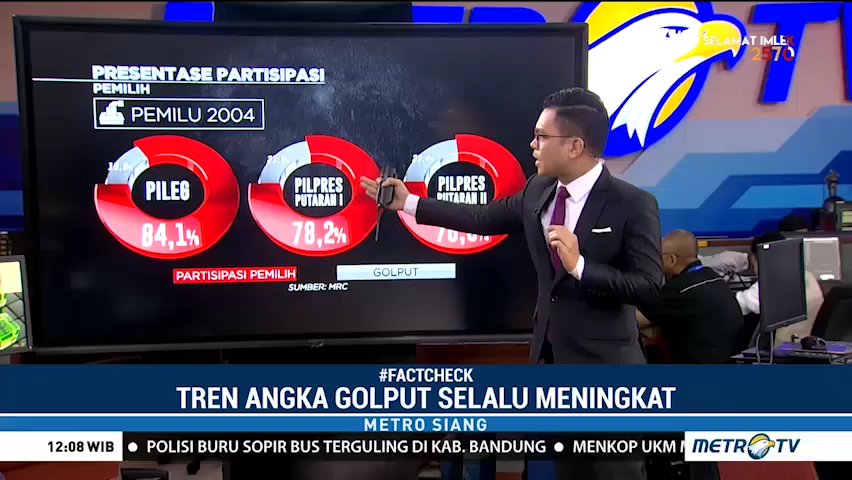 METRO TV
SELAMAT IMLEK
2570
PRESENTASE PARTISIPASI
PEMILIH
PEMILU 2004
PILEG
84,1%
PILPRES
PUTARAN I
78,2%
PILPRES
PUTARAN II
PARTISIPASI PEMILIH
GOLPUT
SUMBER: MRC
#FACTCHECK
TREN ANGKA GOLPUT SELALU MENINGKAT
METRO SIANG
12:08 WIB
POLISI BURU SOPIR BUS TERGULING DI KAB. BANDUNG ● MENKOP UKM
METRO TV